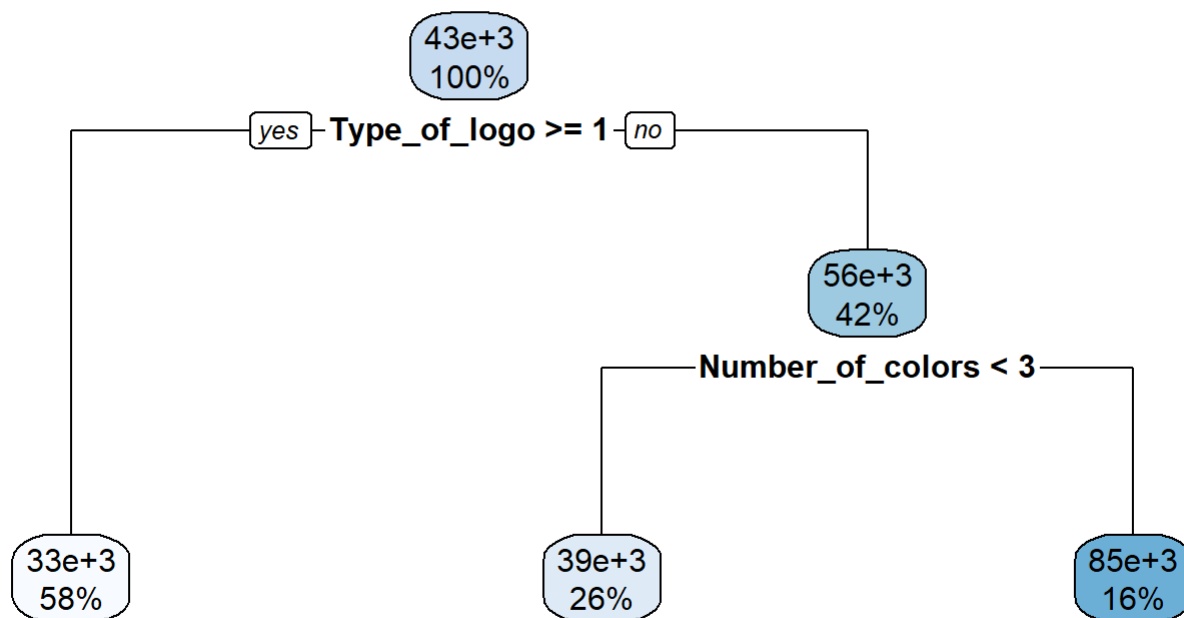 43e+3
100%
yes Type_of_logo >= 1 no
56e+3
42%
Number_of_colors < 3
33e+3 39e+3 85e+3
58% 26% 16%